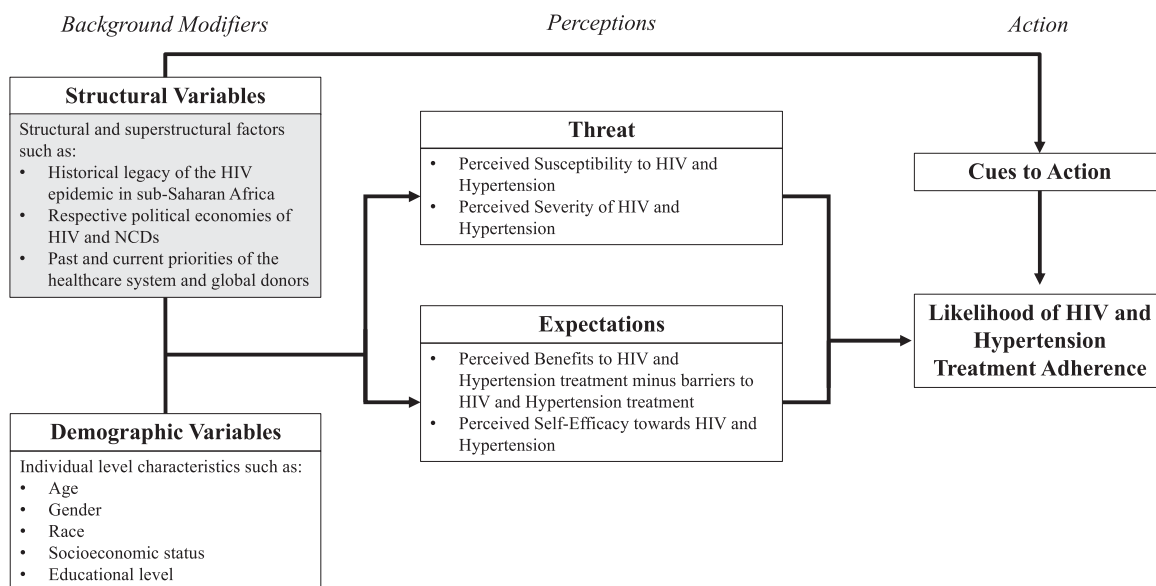 Background Modifiers
Perceptions
Action
Structural Variables
Structural and superstructural factors
such as:
• Historical legacy of the HIV
epidemic in sub-Saharan Africa
• Respective political economies of
HIV and NCDs
• Past and current priorities of the
healthcare system and global donors
Demographic Variables
Individual level characteristics such as:
• Age
• Gender
• Race
• Socioeconomic status
• Educational level
Threat
• Perceived Susceptibility to HIV and
Hypertension
• Perceived Severity of HIV and
Hypertension
Expectations
• Perceived Benefits to HIV and
Hypertension treatment minus barriers to
HIV and Hypertension treatment
• Perceived Self-Efficacy towards HIV and
Hypertension
Cues to Action
Likelihood of HIV and
Hypertension
Treatment Adherence